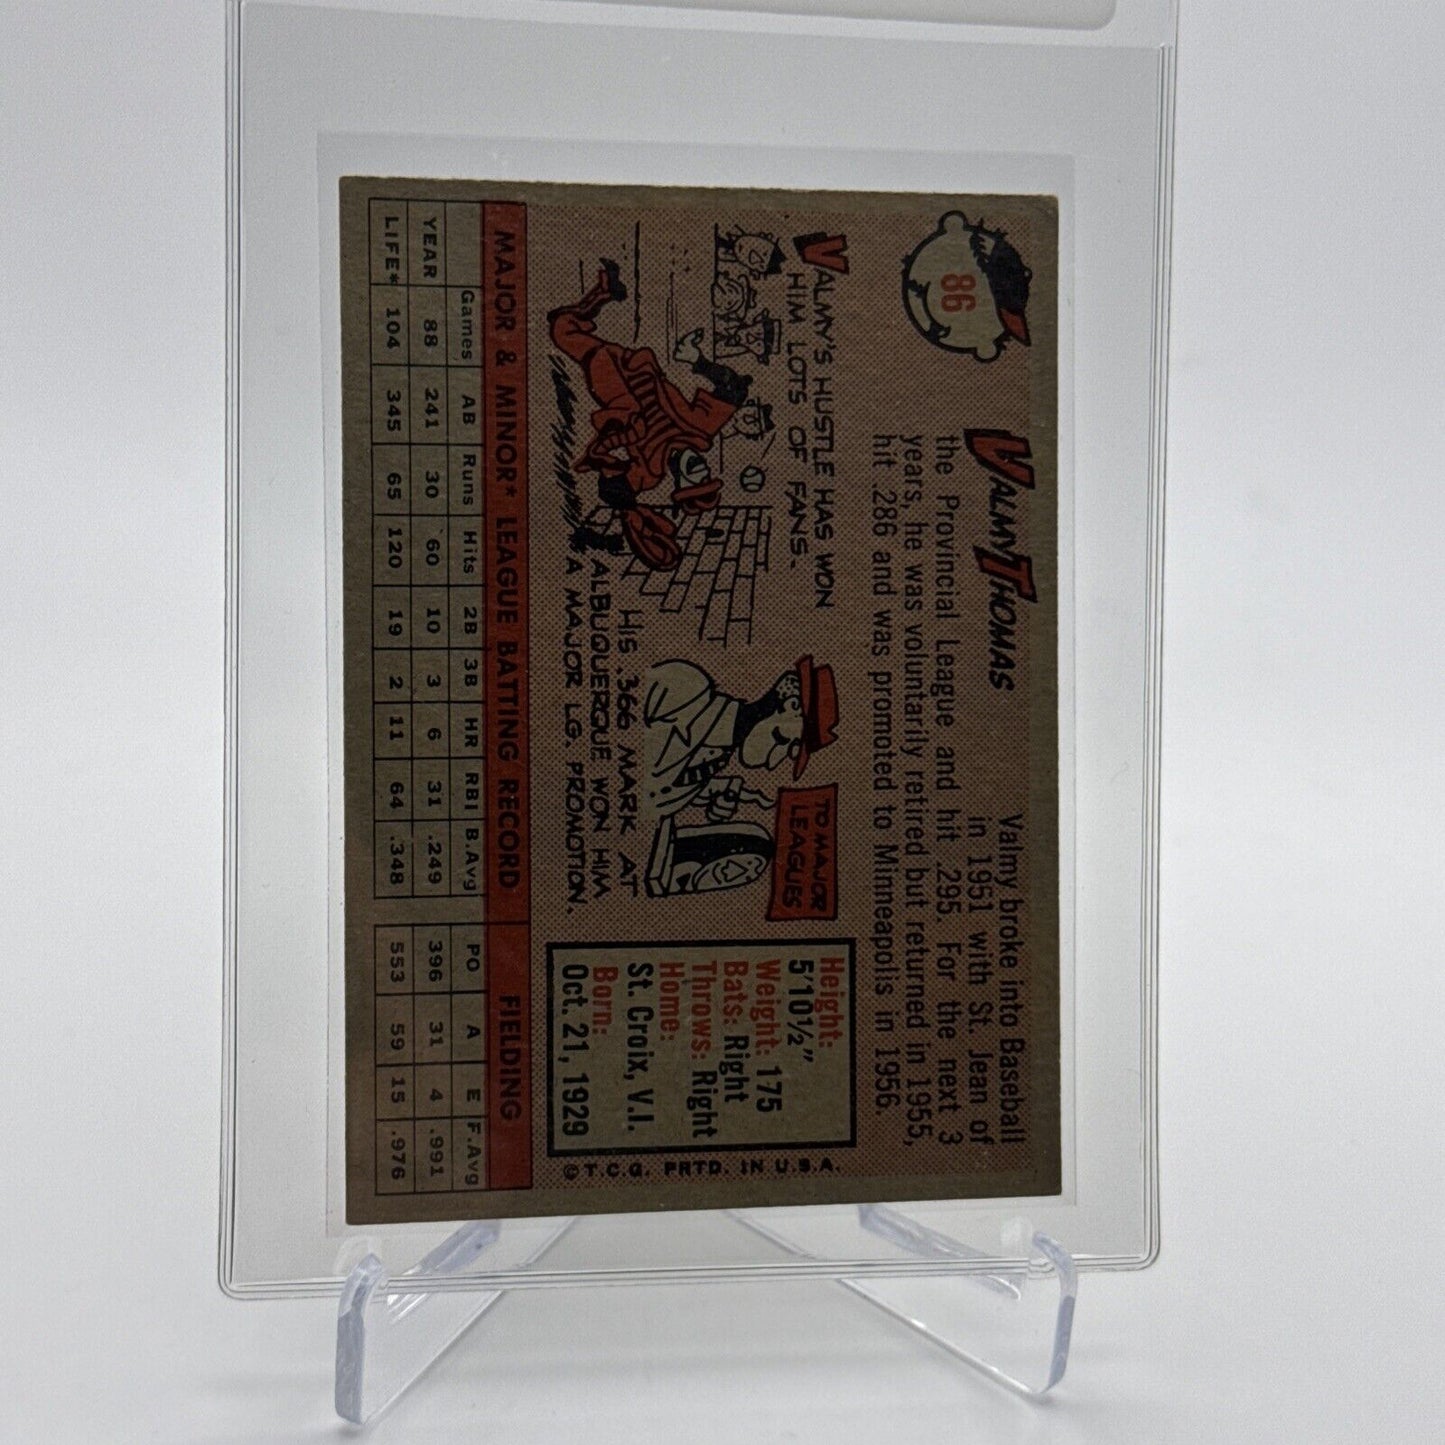 86
VALMY THOMAS
Valmy broke into Baseball
in 1951 with St. Jean of
the Provincial League and hit .295. For the next 3
years, he was voluntarily retired but returned in 1955,
hit .286 and was promoted to Minneapolis in 1956.
VALMY'S HUSTLE HAS WON
HIM LOTS OF FANS.
TO MAJOR
LEAGUES
HIS .366 MARK AT
ALBUQUERQUE WON HIM
A MAJOR LG. PROMOTION.
Height:
5'10½"
Weight: 175
Bats: Right
Throws: Right
Home:
St. Croix, V.I.
Born:
Oct. 21, 1929
©T.C.G. PRTD. IN U.S.A.
MAJOR & MINOR* LEAGUE BATTING RECORD FIELDING
Games AB Runs Hits 2B 3B HR RBI B.Avg PO A E F.Avg
YEAR 88 241 30 60 10 3 6 31 .249 396 31 4 .991
LIFE* 104 345 65 120 19 2 11 64 .348 553 59 15 .976